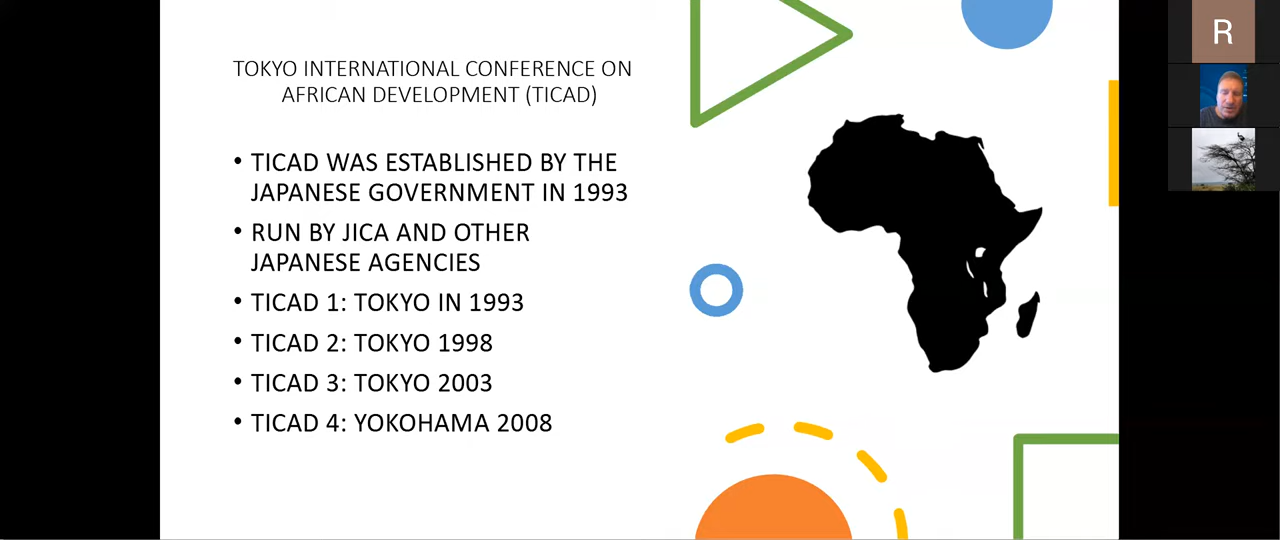 TOKYO INTERNATIONAL CONFERENCE ON
AFRICAN DEVELOPMENT (TICAD)
• TICAD WAS ESTABLISHED BY THE
JAPANESE GOVERNMENT IN 1993
• RUN BY JICA AND OTHER
JAPANESE AGENCIES
• TICAD 1: TOKYO IN 1993
• TICAD 2: TOKYO 1998
• TICAD 3: TOKYO 2003
• TICAD 4: YOKOHAMA 2008
R